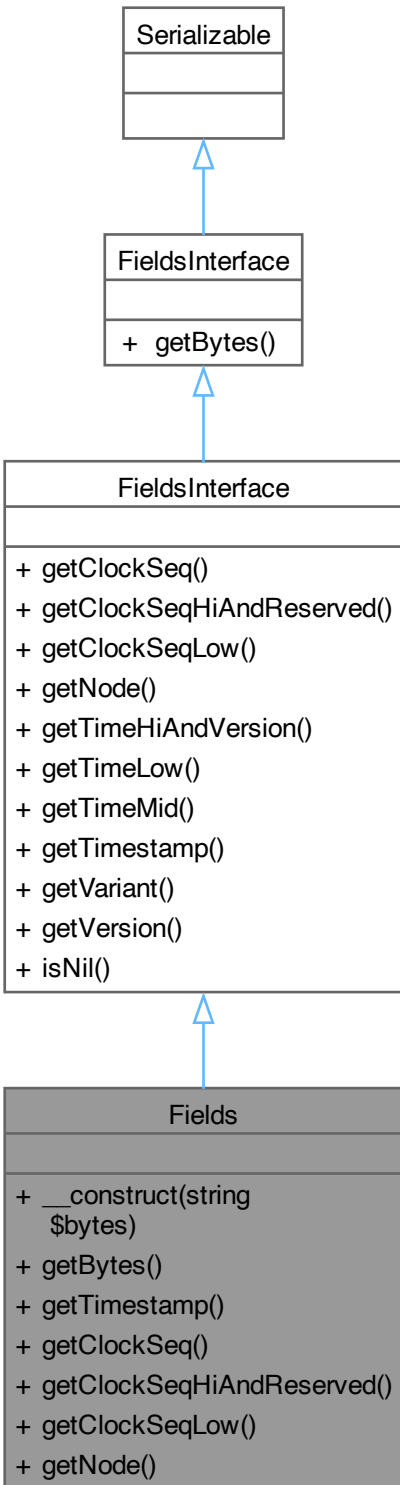 Serializable
FieldsInterface
+ getBytes()
FieldsInterface
+ getClockSeq()
+ getClockSeqHiAndReserved()
+ getClockSeqLow()
+ getNode()
+ getTimeHiAndVersion()
+ getTimeLow()
+ getTimeMid()
+ getTimestamp()
+ getVariant()
+ getVersion()
+ isNil()
Fields
+ __construct(string
$bytes)
+ getBytes()
+ getTimestamp()
+ getClockSeq()
+ getClockSeqHiAndReserved()
+ getClockSeqLow()
+ getNode()